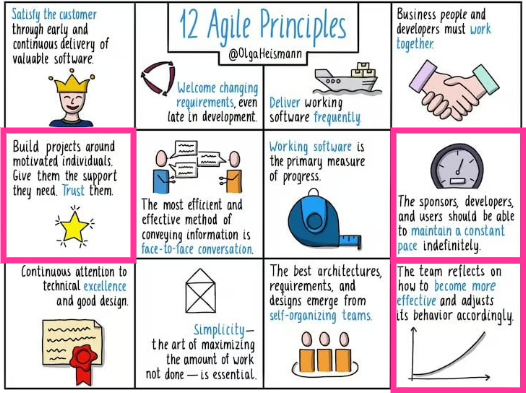 12 Agile Principles
@OlgaHeismann
Satisfy the customer
through early and
continuous delivery of
valuable software.
Welcome changing
requirements, even
late in development.
Deliver working
software frequently.
Business people and
developers must work
together.
Build projects around
motivated individuals.
Give them the support
they need. Trust them.
The most efficient and
effective method of
conveying information is
face-to-face conversation.
Working software is
the primary measure
of progress.
The sponsors, developers,
and users should be able
to maintain a constant
pace indefinitely.
Continuous attention to
technical excellence
and good design.
Simplicity—
the art of maximizing
the amount of work
not done — is essential.
The best architectures,
requirements, and
designs emerge from
self-organizing teams.
The team reflects on
how to become more
effective and adjusts
its behavior accordingly.